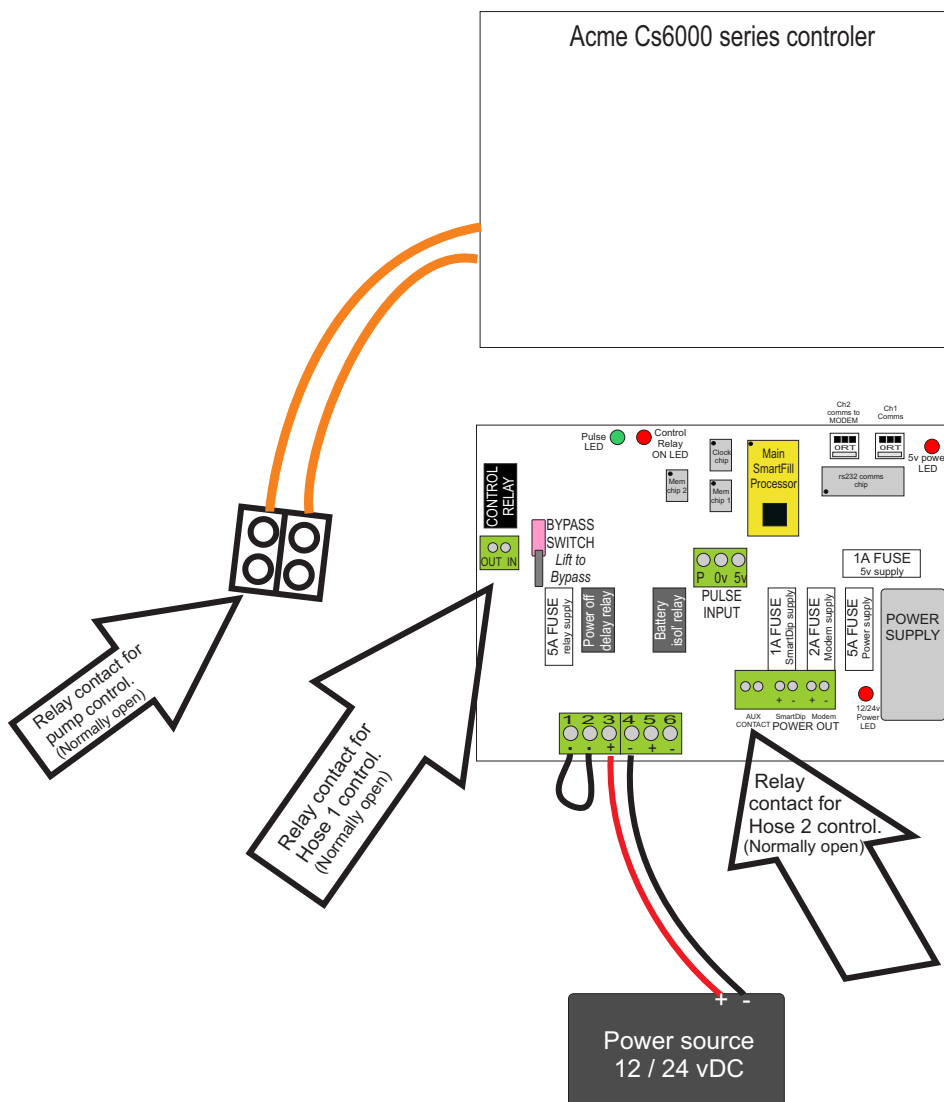 Acme Cs6000 series controler
Ch2
comms to
MODEM
Ch1
Comms
Pulse
LED
Control
Relay
ON LED
Clock
chip
Main
SmartFill
Processor
ORT
ORT
5v power
LED
rs232 comms
chip
Mem
chip 2
Mem
chip 1
CONTROL
RELAY
OUT IN
BYPASS
SWITCH
Lift to
Bypass
P 0v 5v
PULSE
INPUT
1A FUSE
5v supply
5A FUSE
relay supply
Power off
delay relay
Battery
isol' relay
1A FUSE
SmartDip supply
2A FUSE
Modem supply
5A FUSE
Power supply
POWER
SUPPLY
+ - + -
AUX
CONTACT
SmartDip Modem
POWER OUT
12/24v
Power
LED
1 2 3 4 5 6
. . + - + -
Relay contact for
pump control.
(Normally open)
Relay contact for
Hose 1 control.
(Normally open)
Relay
contact for
Hose 2 control.
(Normally open)
+ -
Power source
12 / 24 vDC